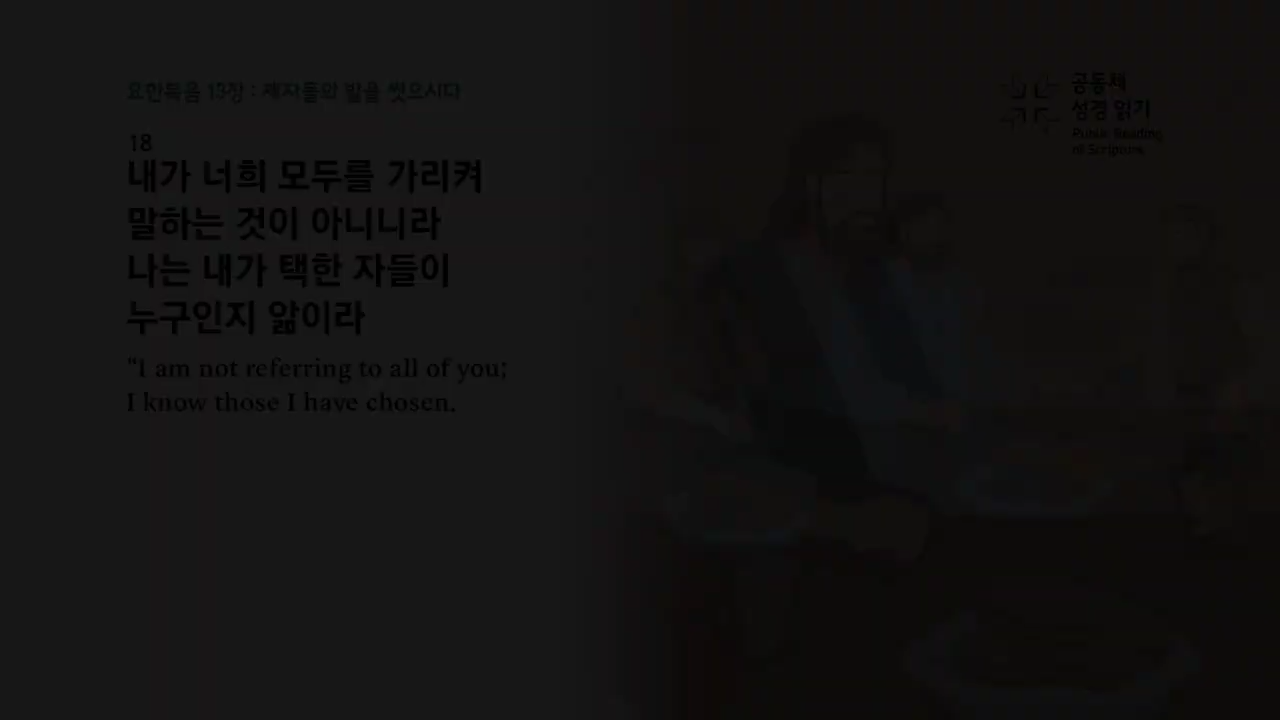 요한복음 13장 : 제자들의 발을 씻으시다
공동체
성경 읽기
Public Reading
of Scripture
18
내가 너희 모두를 가리켜
말하는 것이 아니니라
나는 내가 택한 자들이
누구인지 앎이라
"I am not referring to all of you;
I know those I have chosen.